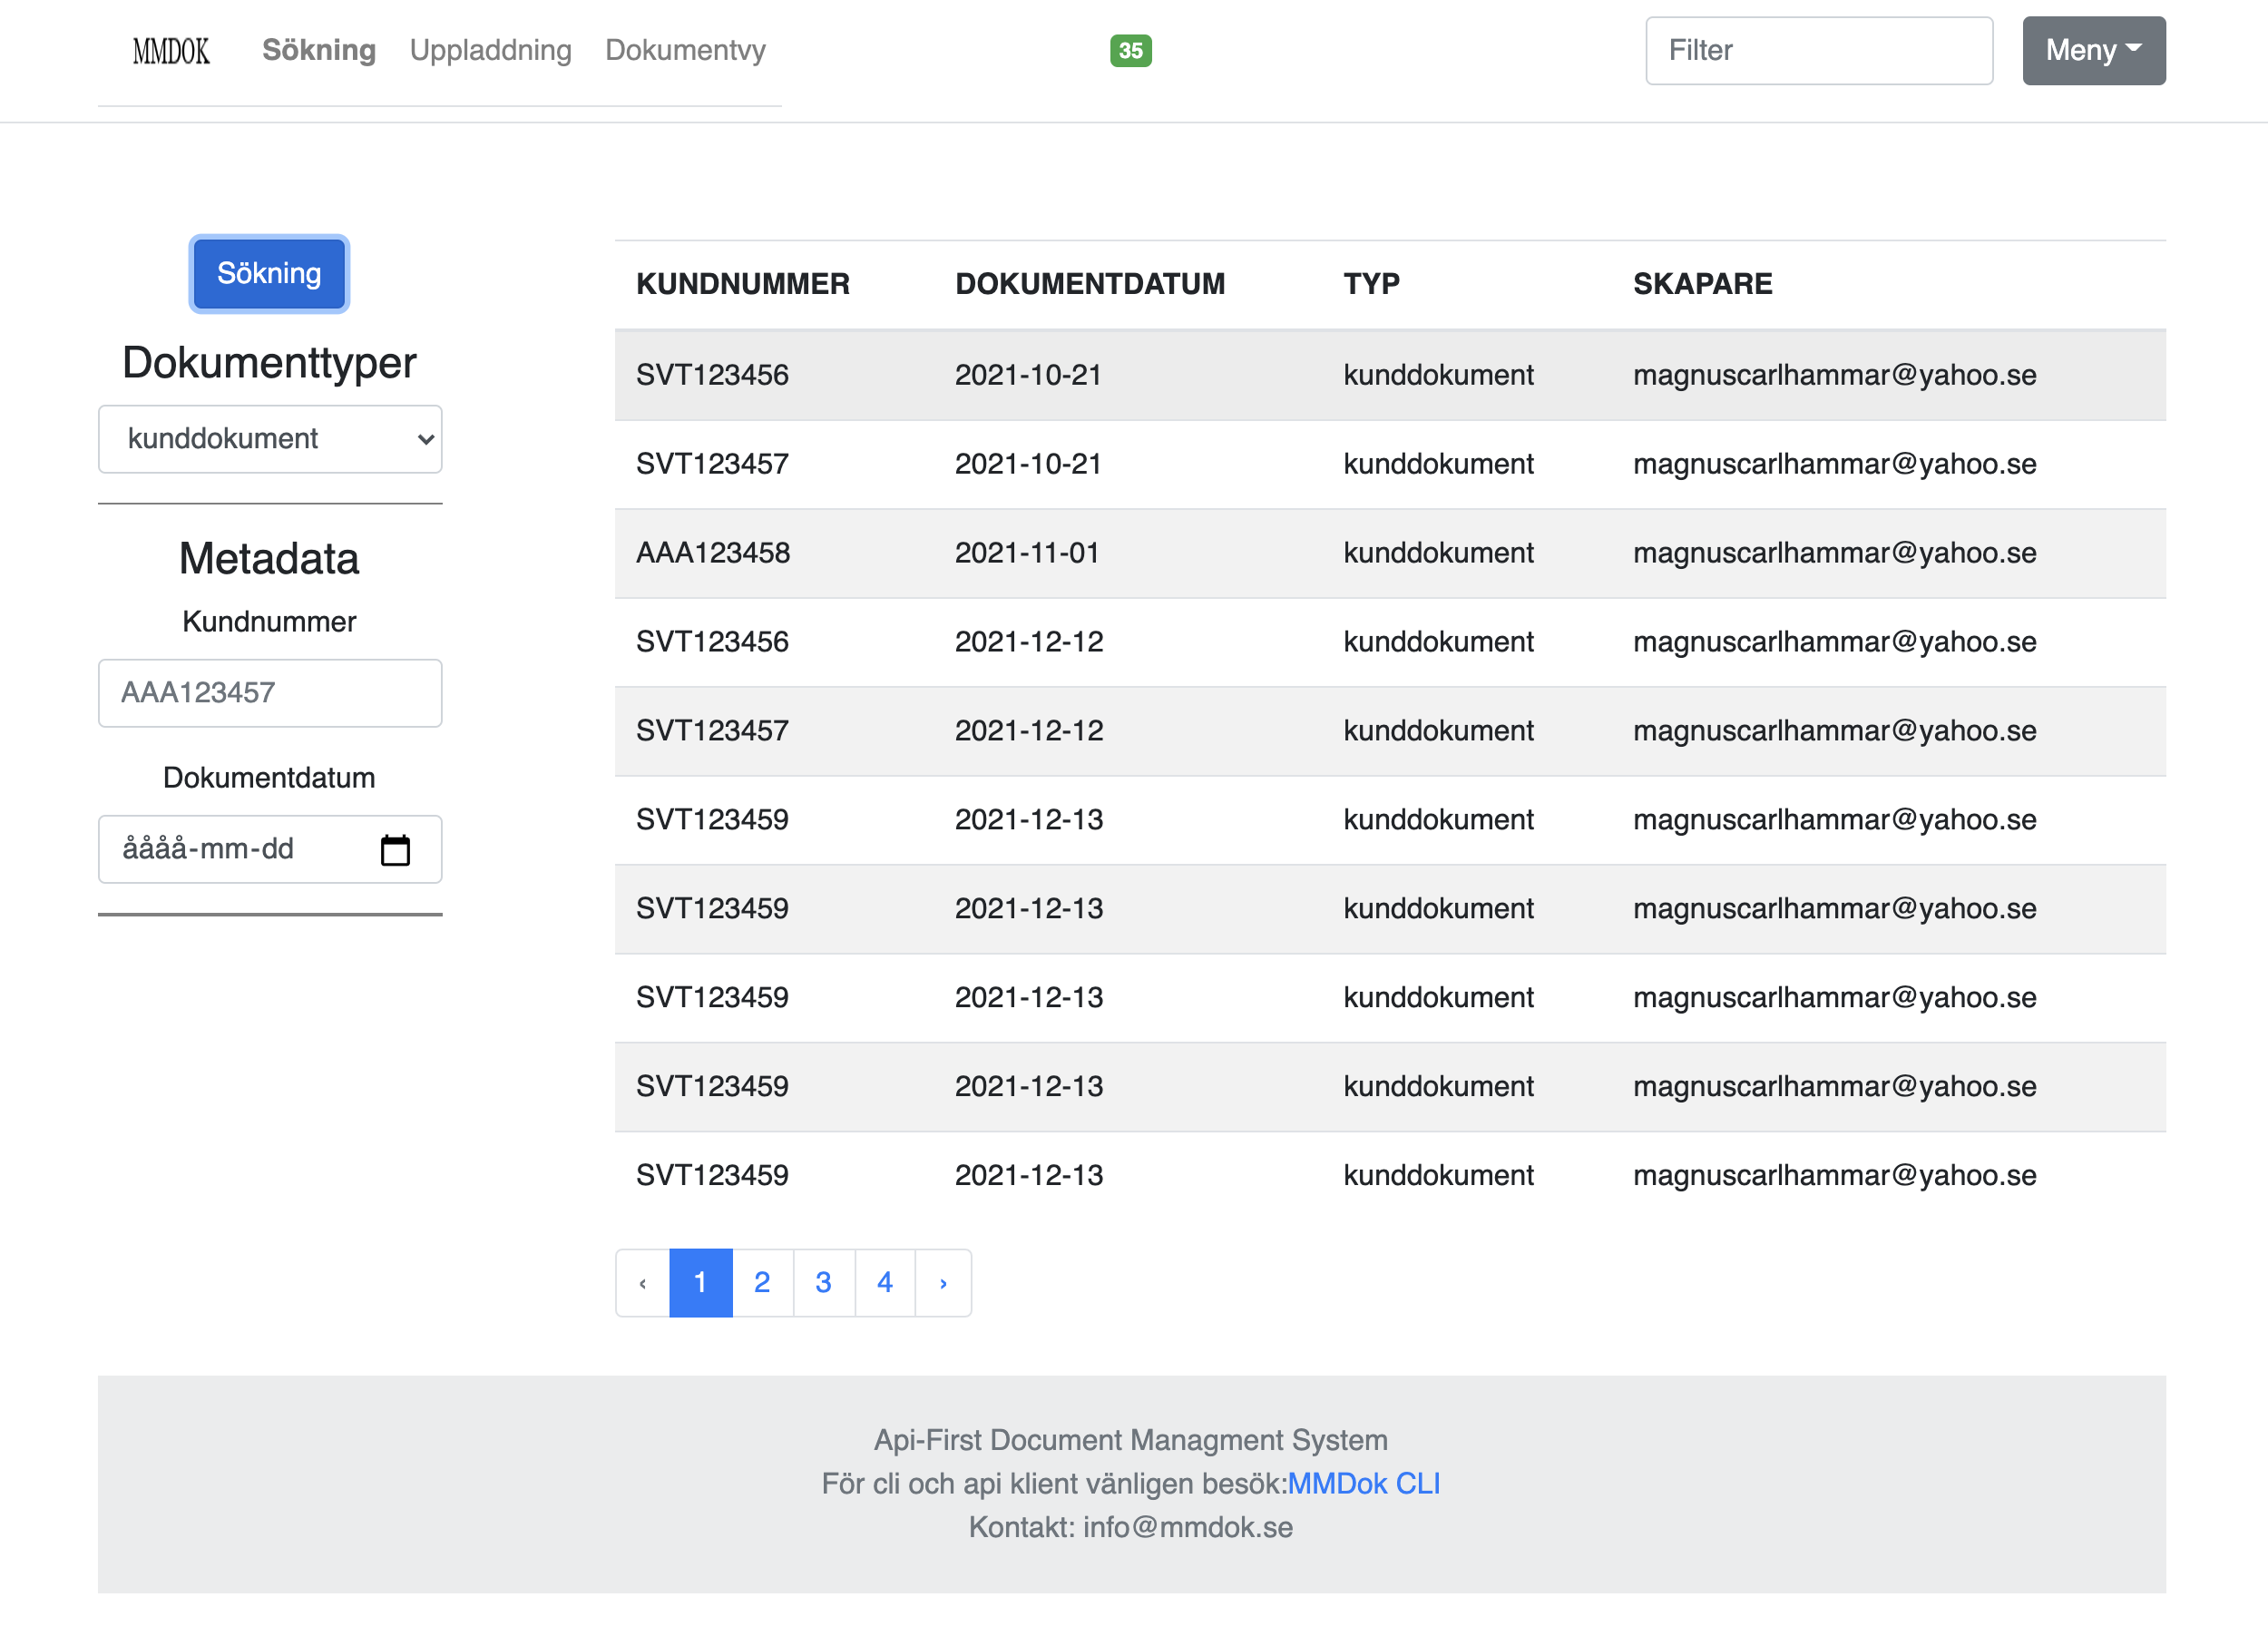 MMDOK Sökning Uppladdning Dokumentvy 35 Filter Meny
Sökning
Dokumenttyper
kunddokument
Metadata
Kundnummer
AAA123457
Dokumentdatum
åååå-mm-dd
KUNDNUMMER DOKUMENTDATUM TYP SKAPARE
SVT123456 2021-10-21 kunddokument magnuscarlhammar@yahoo.se
SVT123457 2021-10-21 kunddokument magnuscarlhammar@yahoo.se
AAA123458 2021-11-01 kunddokument magnuscarlhammar@yahoo.se
SVT123456 2021-12-12 kunddokument magnuscarlhammar@yahoo.se
SVT123457 2021-12-12 kunddokument magnuscarlhammar@yahoo.se
SVT123459 2021-12-13 kunddokument magnuscarlhammar@yahoo.se
SVT123459 2021-12-13 kunddokument magnuscarlhammar@yahoo.se
SVT123459 2021-12-13 kunddokument magnuscarlhammar@yahoo.se
SVT123459 2021-12-13 kunddokument magnuscarlhammar@yahoo.se
SVT123459 2021-12-13 kunddokument magnuscarlhammar@yahoo.se
‹ 1 2 3 4 ›
Api-First Document Managment System
För cli och api klient vänligen besök:MMDok CLI
Kontakt: info@mmdok.se